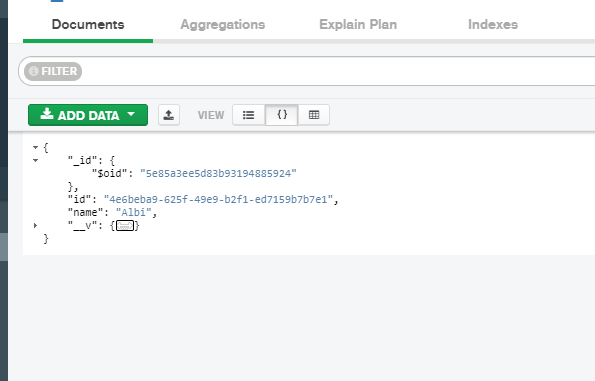 Documents Aggregations Explain Plan Indexes
FILTER
ADD DATA VIEW {}
{
"_id": {
"$oid": "5e85a3ee5d83b93194885924"
},
"id": "4e6beba9-625f-49e9-b2f1-ed7159b7b7e1",
"name": "Albi",
"__v": {}
}